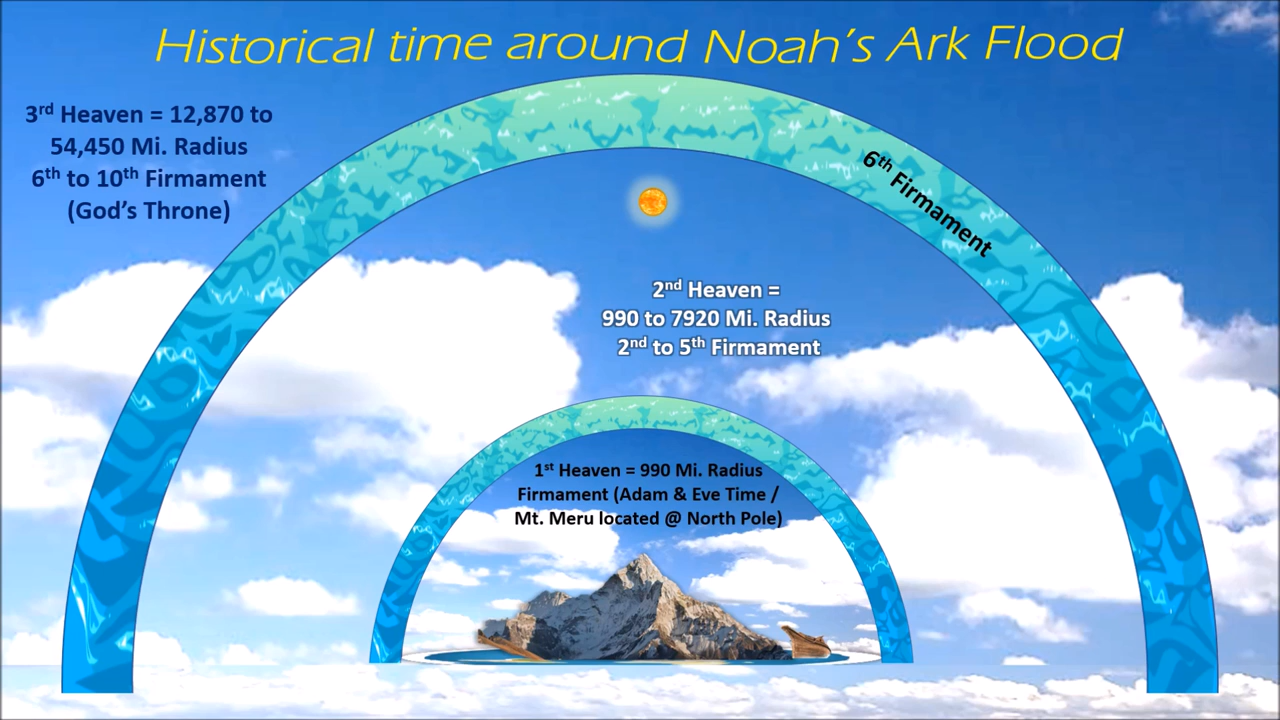 Historical time around Noah's Ark Flood
3rd Heaven = 12,870 to
54,450 Mi. Radius
6th to 10th Firmament
(God's Throne)
6th Firmament
2nd Heaven =
990 to 7920 Mi. Radius
2nd to 5th Firmament
1st Heaven = 990 Mi. Radius
Firmament (Adam & Eve Time /
Mt. Meru located @ North Pole)